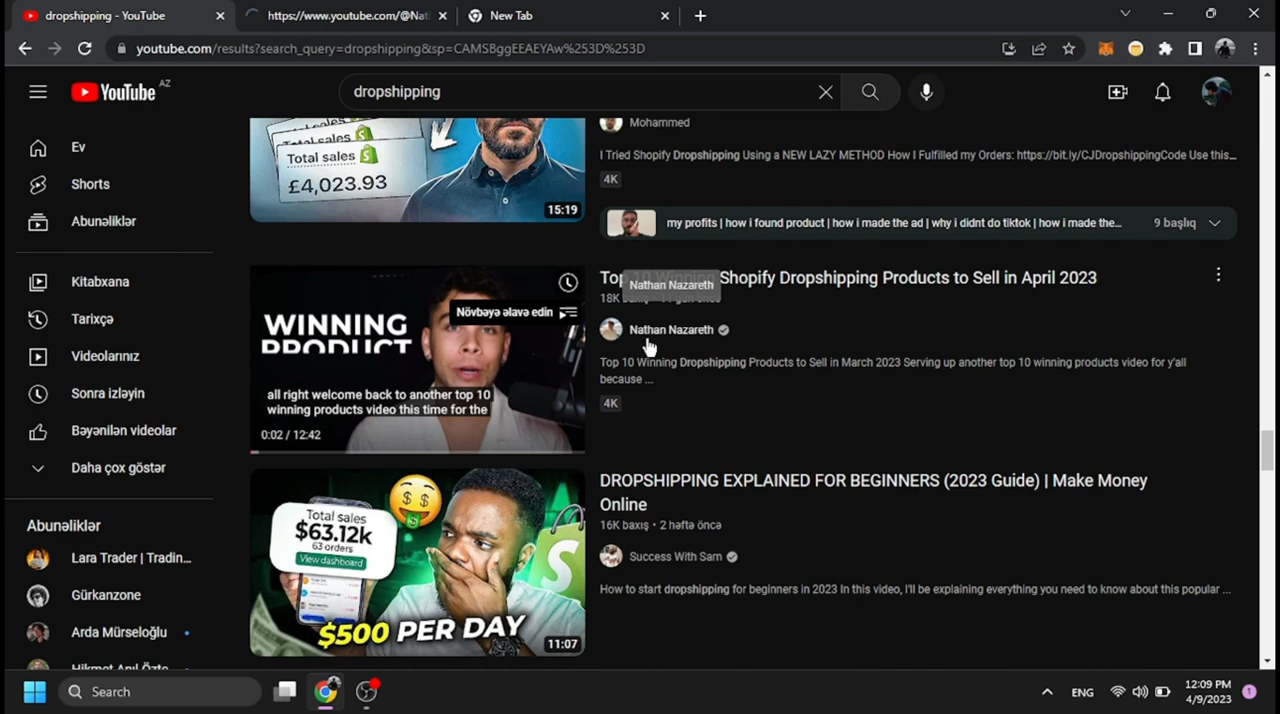 dropshipping - YouTube
https://www.youtube.com/@Nat
New Tab
youtube.com/results?search_query=dropshipping&sp=CAMSBggEEAEYAw%253D%253D
YouTube AZ
dropshipping
Ev
Shorts
Abunəliklər
Kitabxana
Tarixçə
Videolarınız
Sonra izləyin
Bəyənilən videolar
Daha çox göstər
Abunəliklər
Lara Trader | Tradin...
Gürkanzone
Arda Mürseloğlu
Hikmet Anıl Özte
Total sales
Total sales
£4,023.93
15:19
Mohammed
I Tried Shopify Dropshipping Using a NEW LAZY METHOD How I Fulfilled my Orders: https://bit.ly/CJDropshippingCode Use this...
4K
my profits | how i found product | how i made the ad | why i didnt do tiktok | how i made the...
9 başlıq
WINNING
PRODUCT
Növbəyə əlavə edin
all right welcome back to another top 10
winning products video this time for the
0:02 / 12:42
Top 10 Winning Shopify Dropshipping Products to Sell in April 2023
Nathan Nazareth
18K
Nathan Nazareth
Top 10 Winning Dropshipping Products to Sell in March 2023 Serving up another top 10 winning products video for y'all
because ...
4K
Total sales
$63.12k
63 orders
View dashboard
$500 PER DAY
11:07
DROPSHIPPING EXPLAINED FOR BEGINNERS (2023 Guide) | Make Money
Online
16K baxış • 2 həftə öncə
Success With Sam
How to start dropshipping for beginners in 2023 In this video, I'll be explaining everything you need to know about this popular ...
Search
ENG
12:09 PM
4/9/2023
1